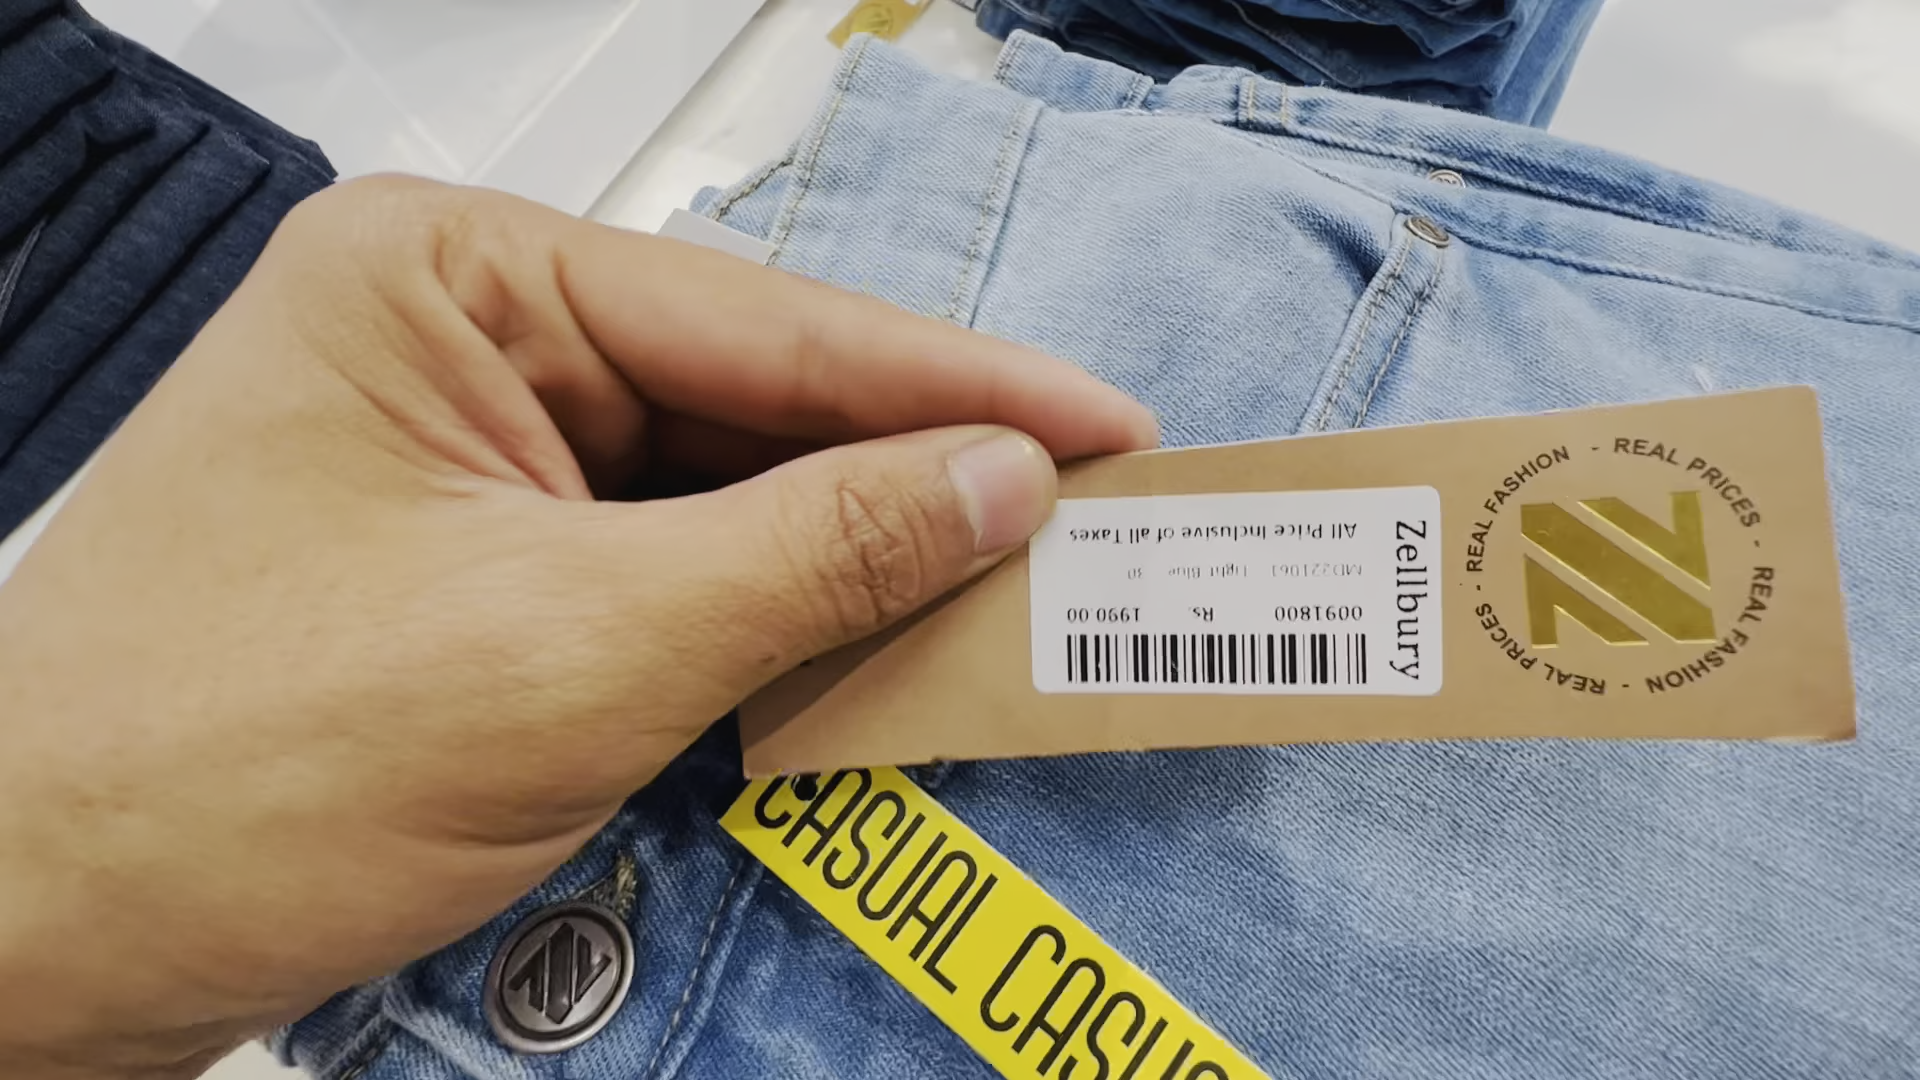 Zellbury
All Price Inclusive of all Taxes
MD221061 Light Blue 30
0091800 Rs. 1990.00
- REAL PRICES - REAL FASHION - REAL PRICES - REAL FASHION
CASUAL CASUA